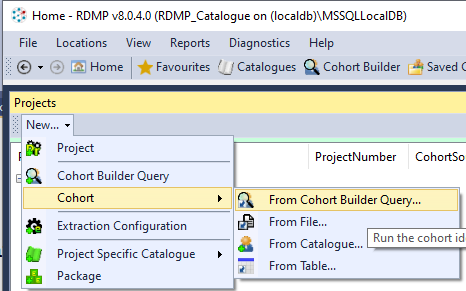 Home - RDMP v8.0.4.0 (RDMP_Catalogue on (localdb)\MSSQLLocalDB)
File Locations View Reports Diagnostics Help
Home Favourites Catalogues Cohort Builder Saved C
Projects
New...
ProjectNumber CohortSo
Project
Cohort Builder Query
Cohort
Extraction Configuration
Project Specific Catalogue
Package
From Cohort Builder Query...
From File...
From Catalogue...
From Table...
Run the cohort id